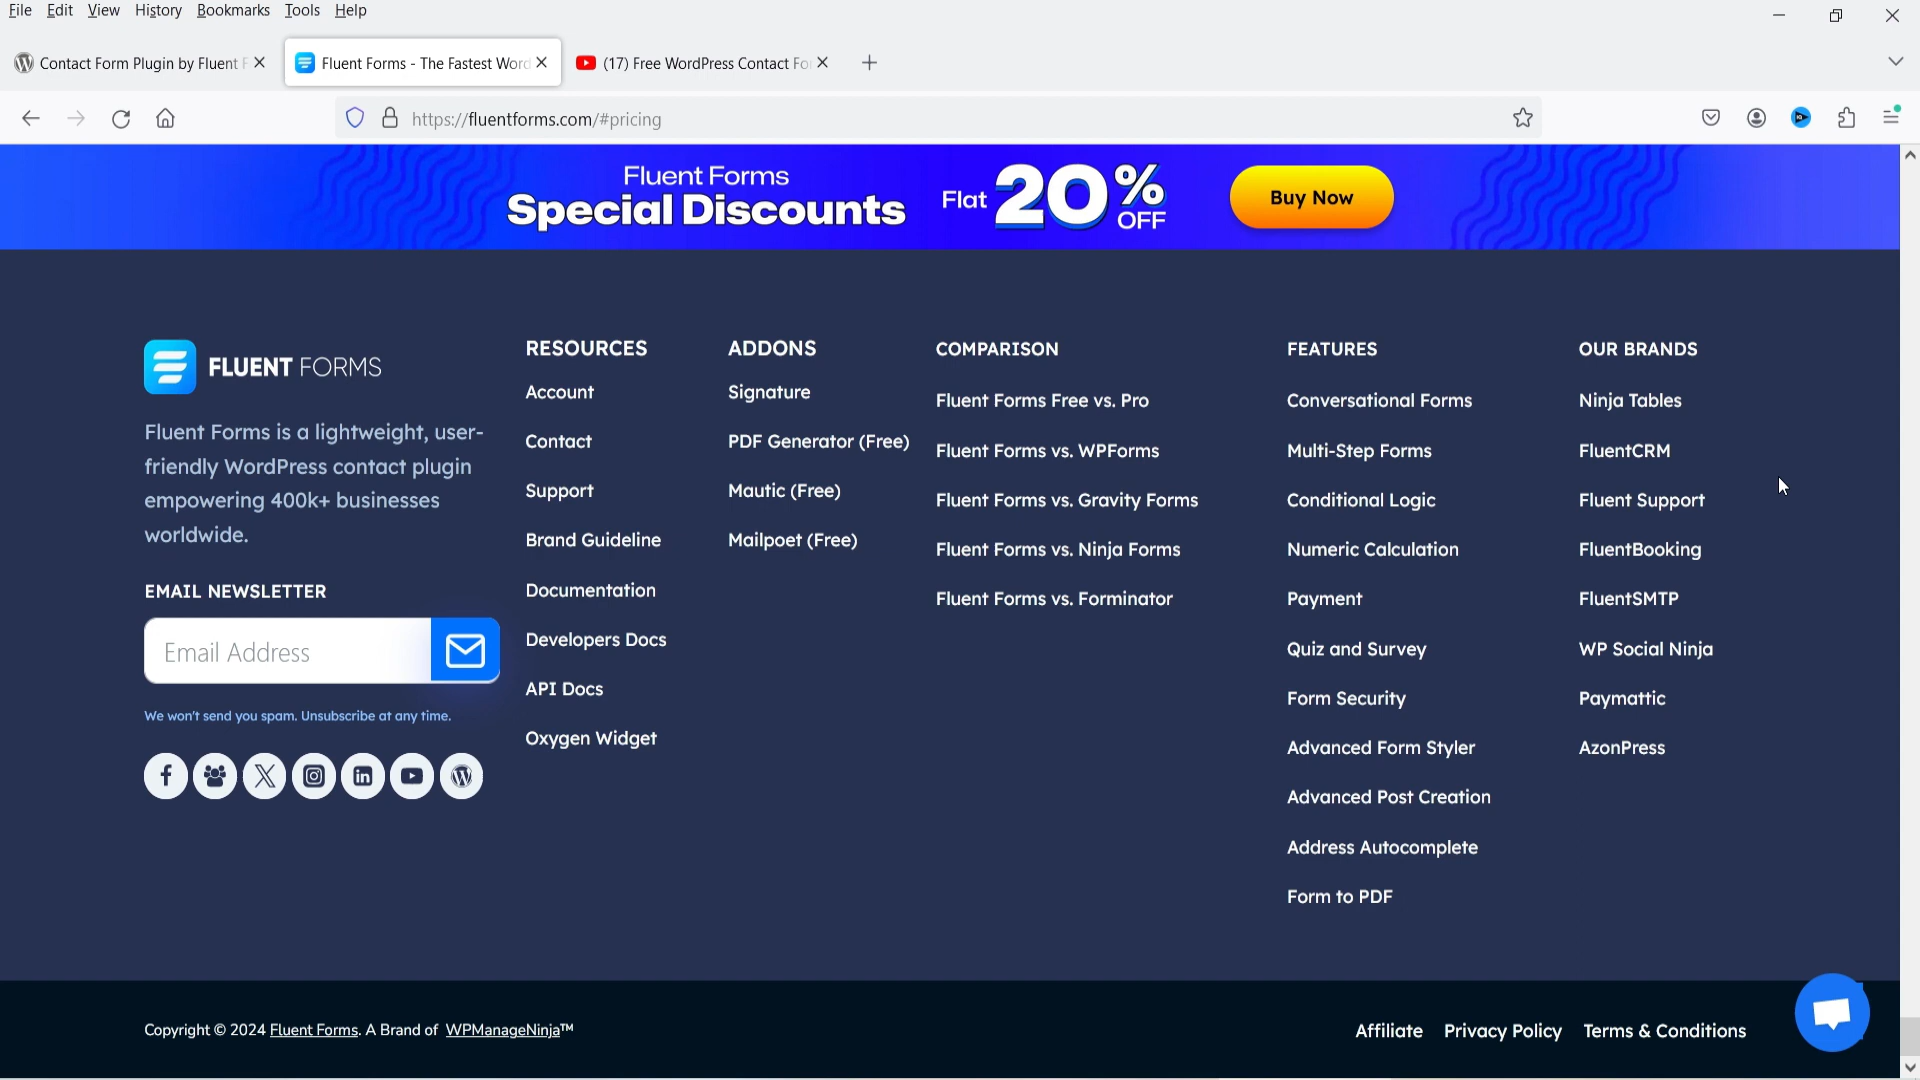 File Edit View History Bookmarks Tools Help
Contact Form Plugin by Fluent F
Fluent Forms - The Fastest Word
(17) Free WordPress Contact Fo
https://fluentforms.com/#pricing
Fluent Forms
Special Discounts
Flat 20% OFF
Buy Now
FLUENT FORMS
Fluent Forms is a lightweight, user-
friendly WordPress contact plugin
empowering 400k+ businesses
worldwide.
EMAIL NEWSLETTER
Email Address
We won't send you spam. Unsubscribe at any time.
RESOURCES
Account
Contact
Support
Brand Guideline
Documentation
Developers Docs
API Docs
Oxygen Widget
ADDONS
Signature
PDF Generator (Free)
Mautic (Free)
Mailpoet (Free)
COMPARISON
Fluent Forms Free vs. Pro
Fluent Forms vs. WPForms
Fluent Forms vs. Gravity Forms
Fluent Forms vs. Ninja Forms
Fluent Forms vs. Forminator
FEATURES
Conversational Forms
Multi-Step Forms
Conditional Logic
Numeric Calculation
Payment
Quiz and Survey
Form Security
Advanced Form Styler
Advanced Post Creation
Address Autocomplete
Form to PDF
OUR BRANDS
Ninja Tables
FluentCRM
Fluent Support
FluentBooking
FluentSMTP
WP Social Ninja
Paymattic
AzonPress
Copyright © 2024 Fluent Forms. A Brand of WPManageNinja™
Affiliate Privacy Policy Terms & Conditions